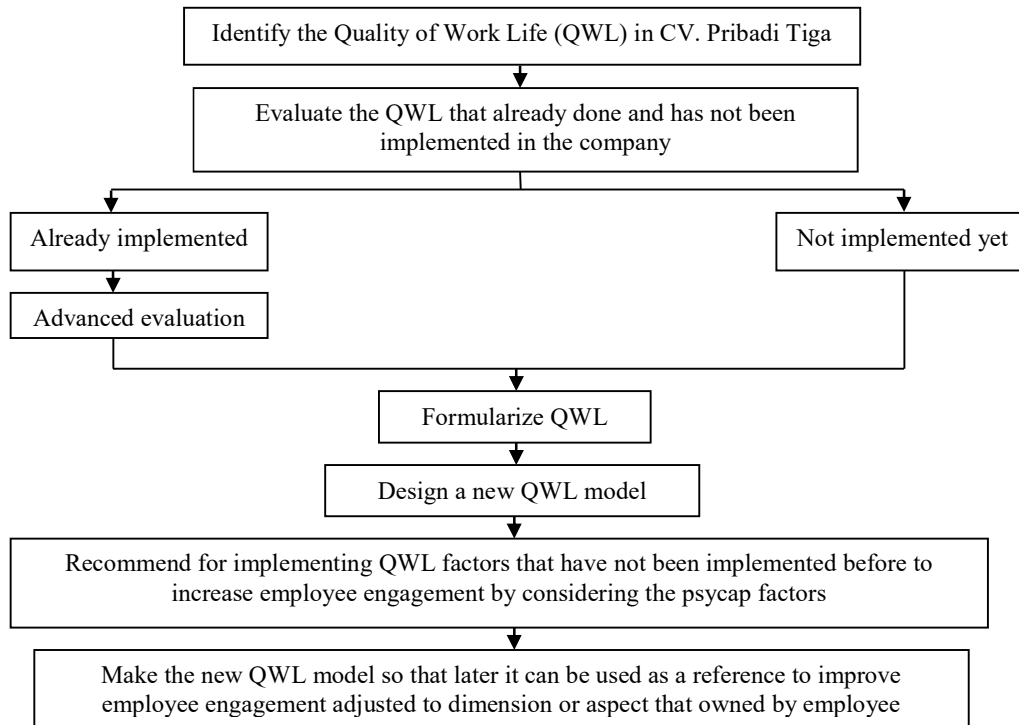 Identify the Quality of Work Life (QWL) in CV. Pribadi Tiga
Evaluate the QWL that already done and has not been
implemented in the company
Already implemented
Not implemented yet
Advanced evaluation
Formularize QWL
Design a new QWL model
Recommend for implementing QWL factors that have not been implemented before to
increase employee engagement by considering the psycap factors
Make the new QWL model so that later it can be used as a reference to improve
employee engagement adjusted to dimension or aspect that owned by employee